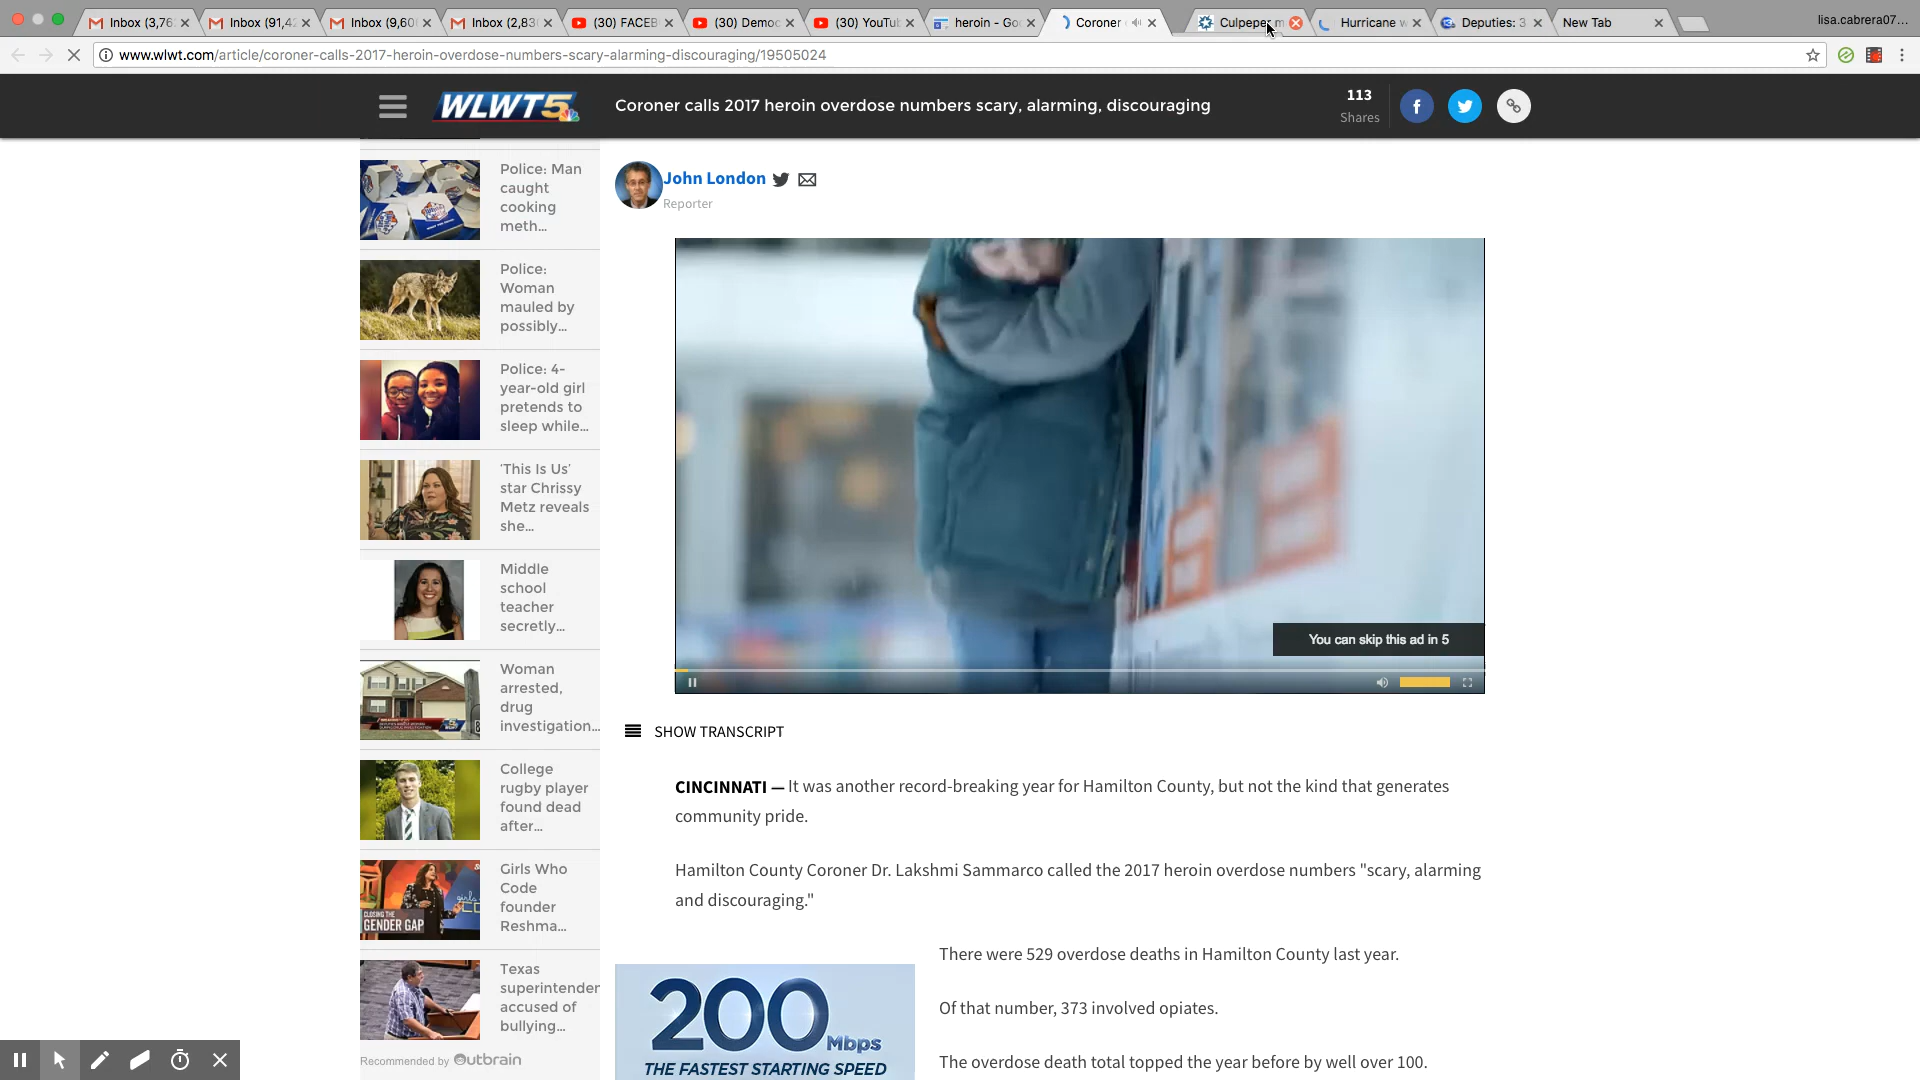 Inbox (3,76
Inbox (91,4
Inbox (9,60
Inbox (2,83
(30) FACEB
(30) Democ
(30) YouTu
heroin - Go
Coroner
Culpeper m
Hurricane w
Deputies: 3
New Tab
lisa.cabrera07...
www.wlwt.com/article/coroner-calls-2017-heroin-overdose-numbers-scary-alarming-discouraging/19505024
WLWT5
Coroner calls 2017 heroin overdose numbers scary, alarming, discouraging
113
Shares
Police: Man
caught
cooking
meth...
Police:
Woman
mauled by
possibly...
Police: 4-
year-old girl
pretends to
sleep while...
'This Is Us'
star Chrissy
Metz reveals
she...
Middle
school
teacher
secretly...
Woman
arrested,
drug
investigation...
College
rugby player
found dead
after...
CLOSING THE
GENDER GAP
Girls Who
Code
founder
Reshma...
Texas
superintenden
accused of
bullying...
Recommended by Outbrain
John London
Reporter
You can skip this ad in 5
SHOW TRANSCRIPT
CINCINNATI — It was another record-breaking year for Hamilton County, but not the kind that generates
community pride.
Hamilton County Coroner Dr. Lakshmi Sammarco called the 2017 heroin overdose numbers "scary, alarming
and discouraging."
There were 529 overdose deaths in Hamilton County last year.
Of that number, 373 involved opiates.
The overdose death total topped the year before by well over 100.
200 Mbps
THE FASTEST STARTING SPEED